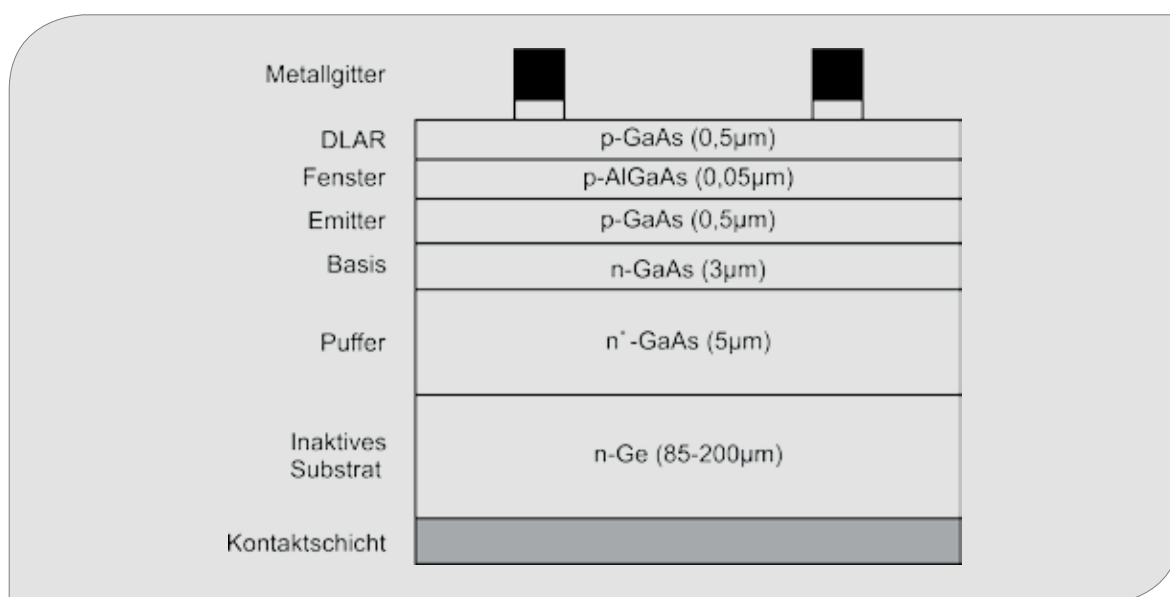 Metallgitter
DLAR p-GaAs (0,5µm)
Fenster p-AlGaAs (0,05µm)
Emitter p-GaAs (0,5µm)
Basis n-GaAs (3µm)
Puffer n⁺-GaAs (5µm)
Inaktives
Substrat
n-Ge (85-200µm)
Kontaktschicht